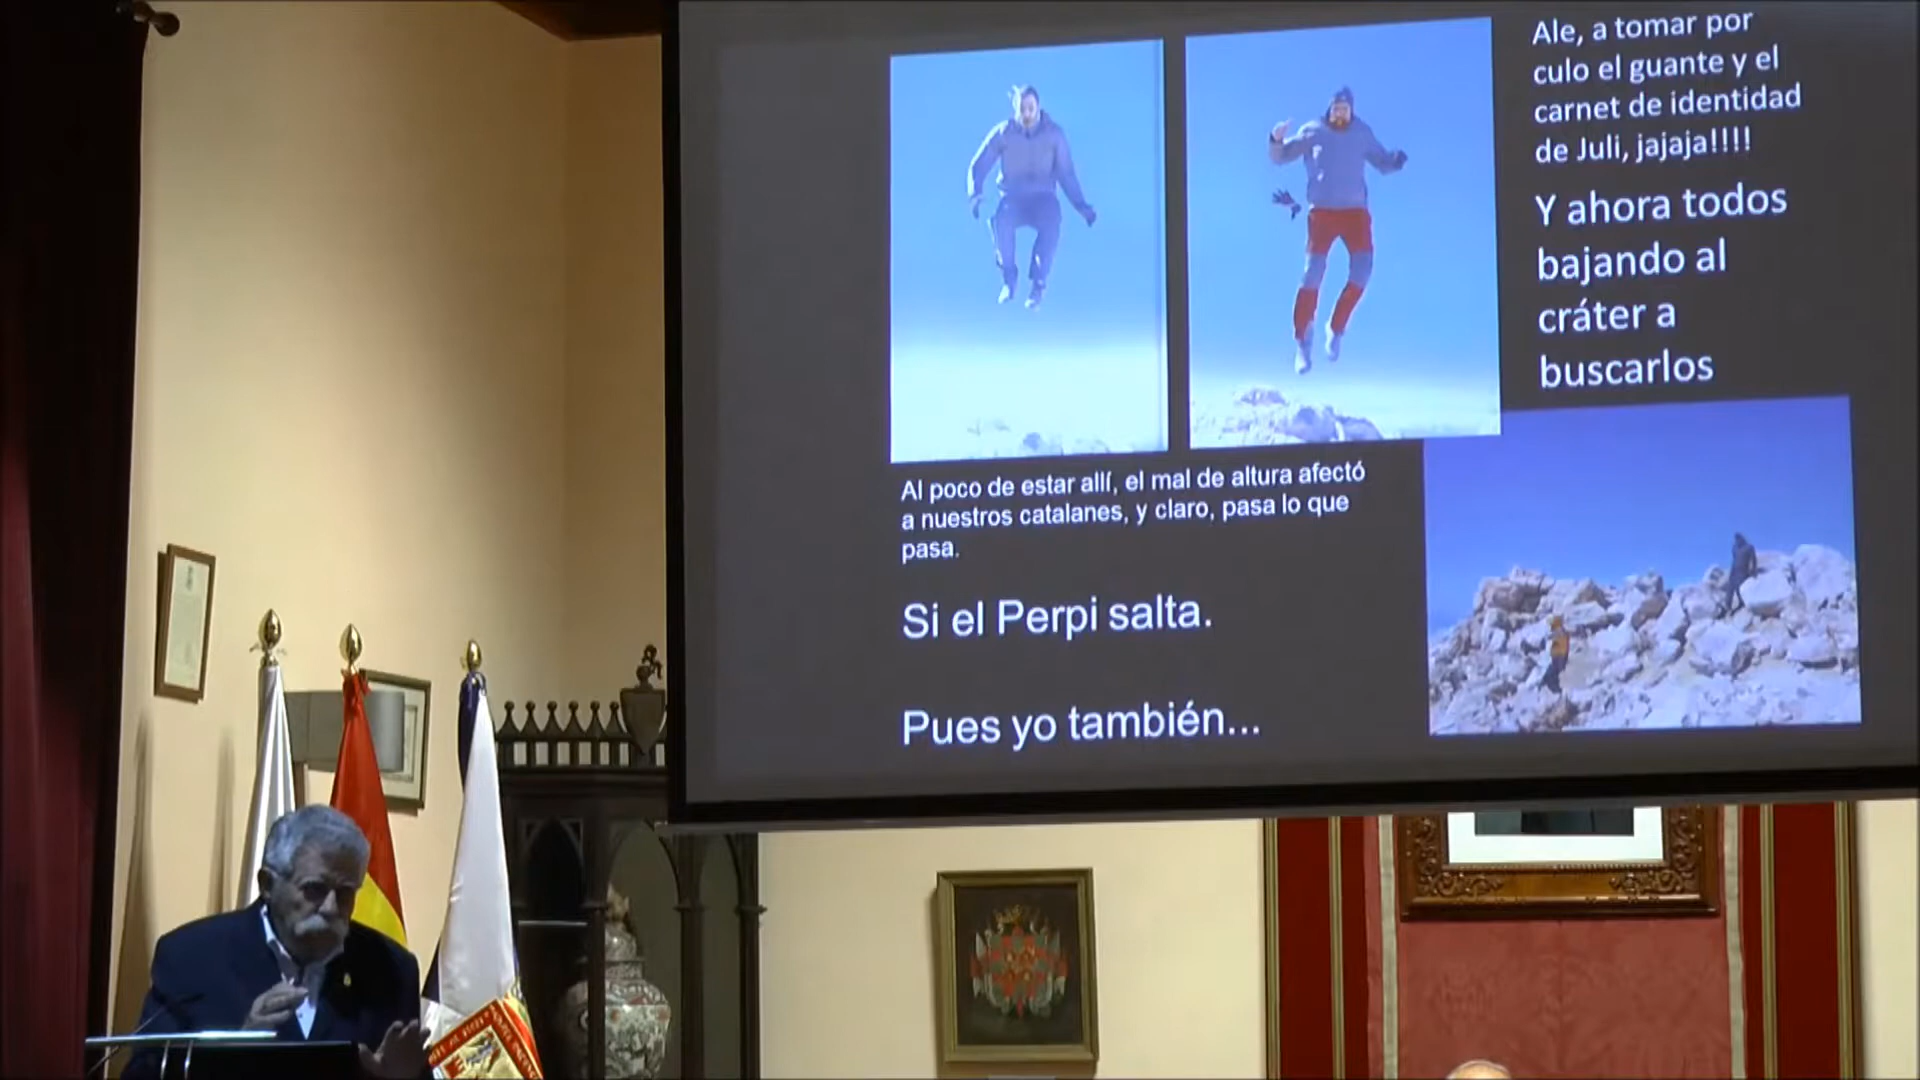 Ale, a tomar por
culo el guante y el
carnet de identidad
de Juli, jajaja!!!!
Y ahora todos
bajando al
cráter a
buscarlos
Al poco de estar allí, el mal de altura afectó
a nuestros catalanes, y claro, pasa lo que
pasa.
Si el Perpi salta.
Pues yo también...